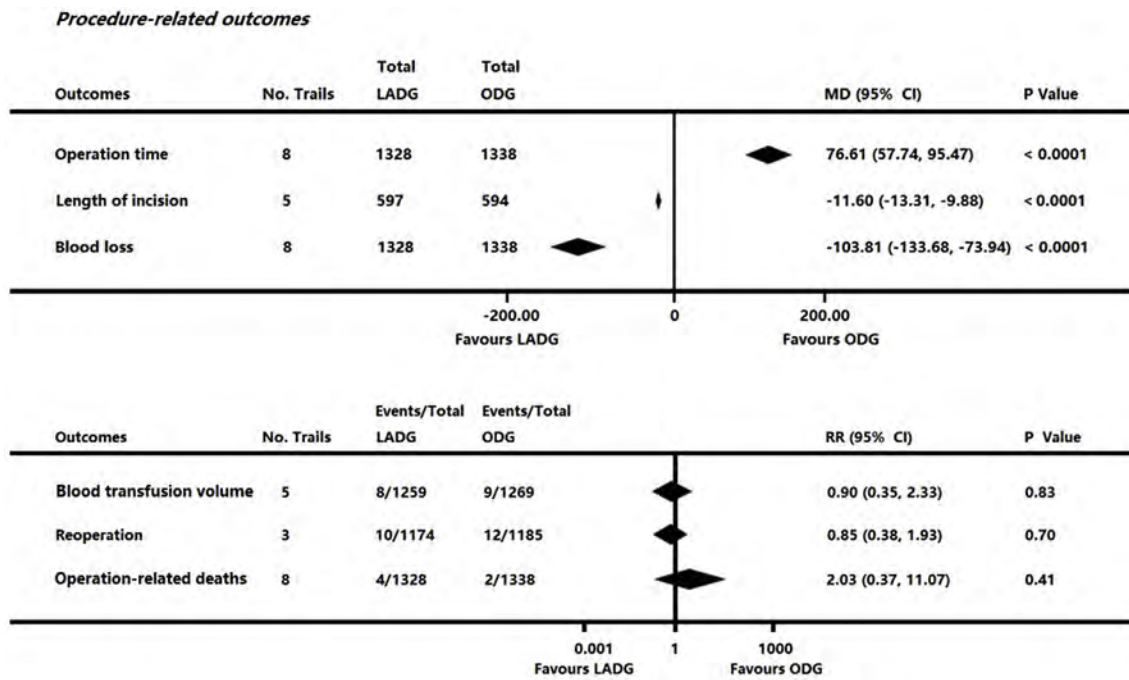 Procedure-related outcomes
Total Total
Outcomes No. Trails LADG ODG MD (95% CI) P Value
Operation time 8 1328 1338 76.61 (57.74, 95.47) < 0.0001
Length of incision 5 597 594 -11.60 (-13.31, -9.88) < 0.0001
Blood loss 8 1328 1338 -103.81 (-133.68, -73.94) < 0.0001
-200.00 0 200.00
Favours LADG Favours ODG
Events/Total Events/Total
Outcomes No. Trails LADG ODG RR (95% CI) P Value
Blood transfusion volume 5 8/1259 9/1269 0.90 (0.35, 2.33) 0.83
Reoperation 3 10/1174 12/1185 0.85 (0.38, 1.93) 0.70
Operation-related deaths 8 4/1328 2/1338 2.03 (0.37, 11.07) 0.41
0.001 1 1000
Favours LADG Favours ODG